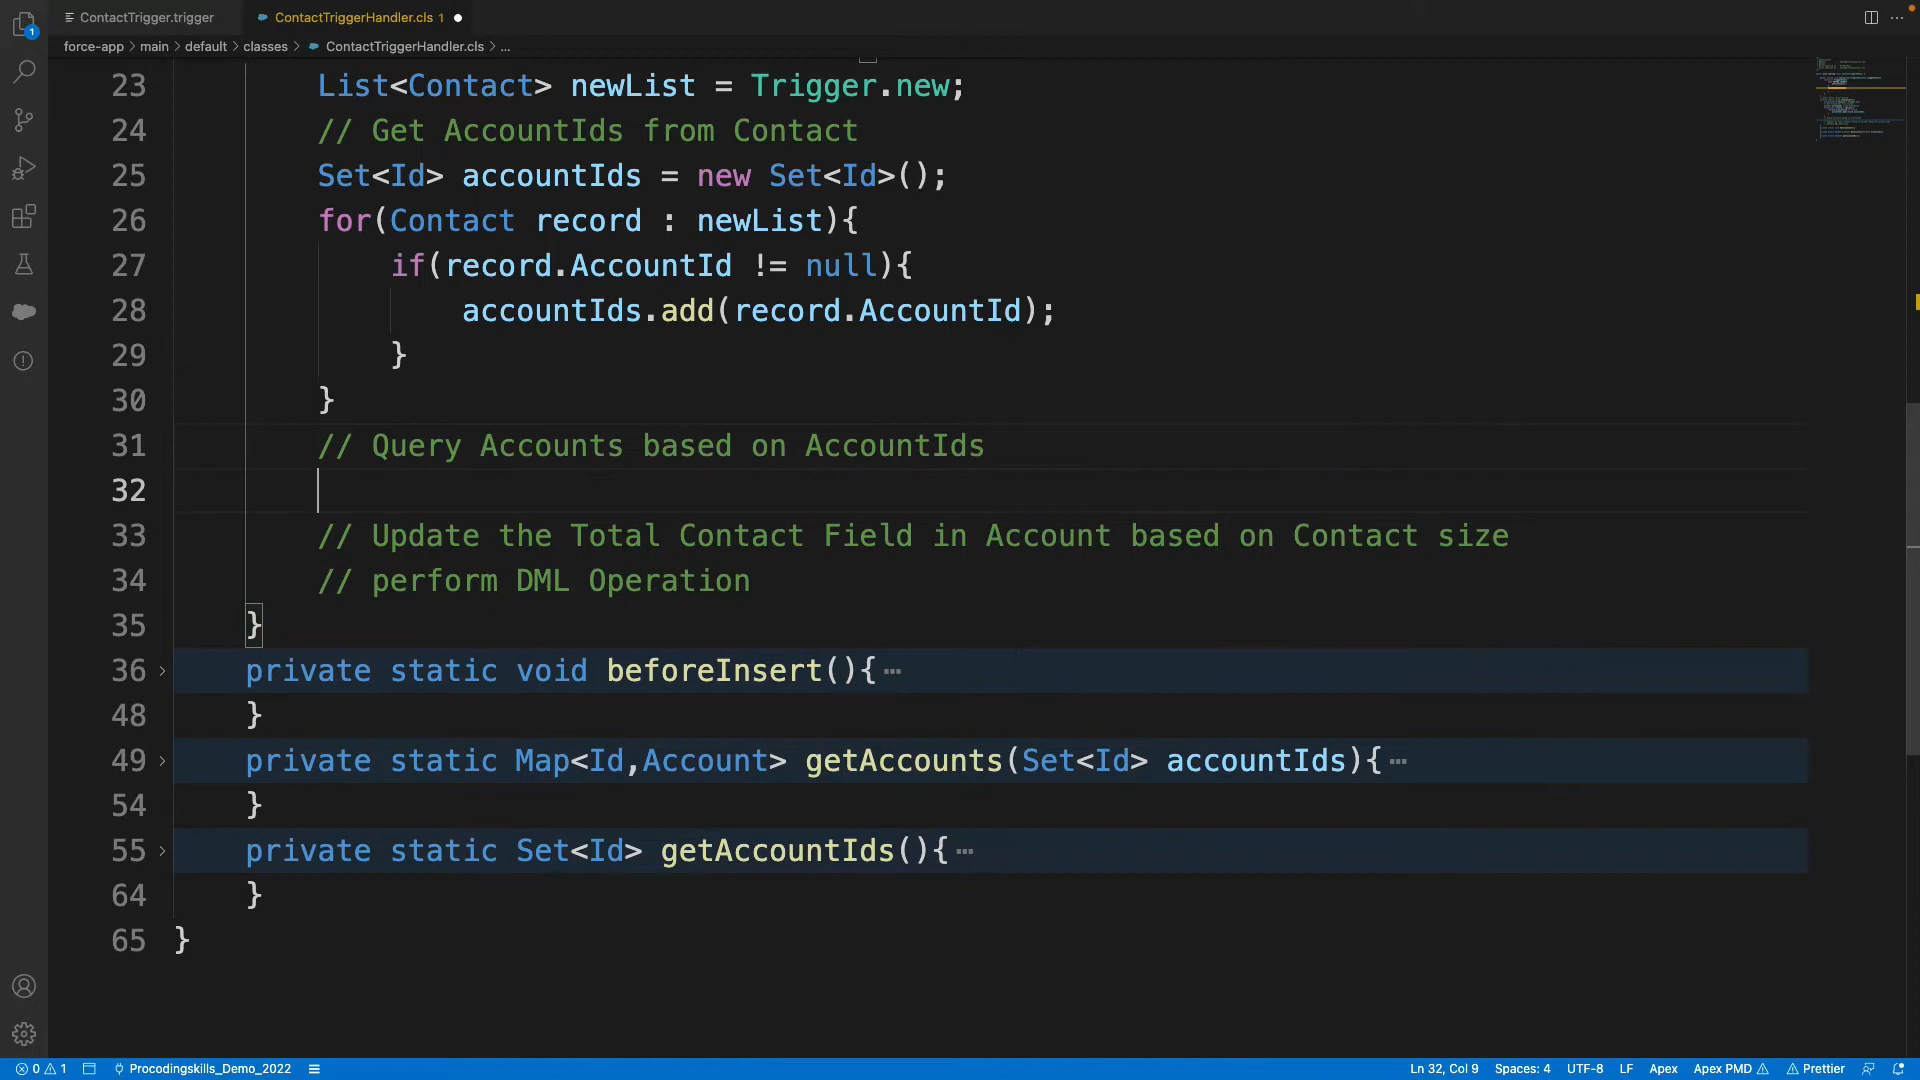 ContactTrigger.trigger
ContactTriggerHandler.cls 1
force-app > main > default > classes > ContactTriggerHandler.cls > ...
23 List<Contact> newList = Trigger.new;
24 // Get AccountIds from Contact
25 Set<Id> accountIds = new Set<Id>();
26 for(Contact record : newList){
27 if(record.AccountId != null){
28 accountIds.add(record.AccountId);
29 }
30 }
31 // Query Accounts based on AccountIds
32
33 // Update the Total Contact Field in Account based on Contact size
34 // perform DML Operation
35 }
36 private static void beforeInsert(){ ⋯
48 }
49 private static Map<Id,Account> getAccounts(Set<Id> accountIds){ ⋯
54 }
55 private static Set<Id> getAccountIds(){ ⋯
64 }
65 }
1
0 1 Procodingskills_Demo_2022 Ln 32, Col 9 Spaces: 4 UTF-8 LF Apex Apex PMD Prettier